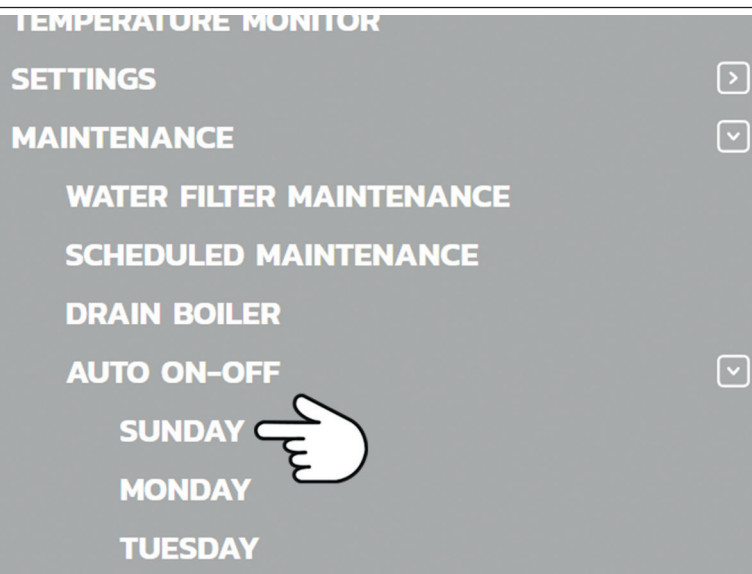 TEMPERATURE MONITOR
SETTINGS
MAINTENANCE
WATER FILTER MAINTENANCE
SCHEDULED MAINTENANCE
DRAIN BOILER
AUTO ON-OFF
SUNDAY
MONDAY
TUESDAY